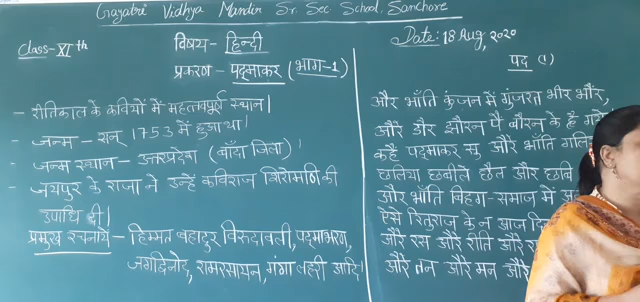 Gayatri Vidhya Mandir Sr. Sec School, Sanchore
Class-XIth
विषय- हिन्दी
Date: 18 Aug, 2020
प्रकरण- पद्माकर (भाग-1)
- रीतिकाल के कवियों में महत्वपूर्ण स्थान।
- जन्म - सन् 1753 में हुआ था।
- जन्म स्थान - उत्तरप्रदेश (बाँदा जिला)
- जयपुर के राजा ने उन्हें कविराज शिरोमणि की
उपाधि दी।
प्रमुख रचनायें - हिम्मत बहादुर विरुदावली, पद्माभरण,
जगद्विनोद, रामरसायन, गंगा लहरी आदि।
पद (1)
और भाँति कुंजन में गुंजरत भीर भौंर,
औरे डौर झौरन पै बौरन के है
कहै पद्माकर सु और भाँति
छलिया छबीले छैल और छबि
और भाँति बिहग-समाज में
ऐसे रितुराज के न आज
औरे रस औरे रीति औरे
औरे तन औरे मन औरे